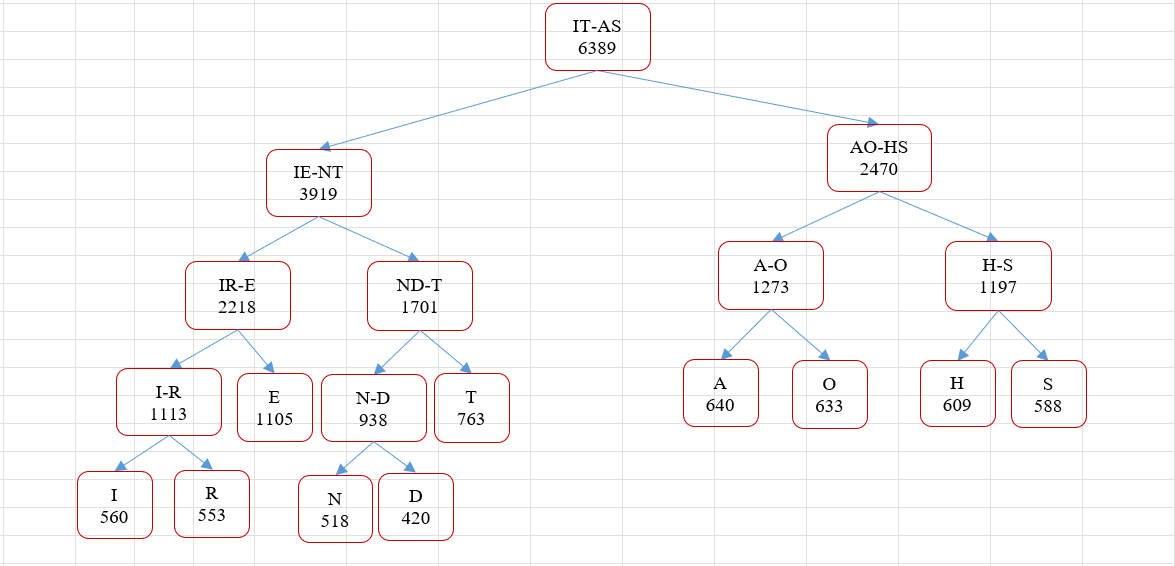 IT-AS
6389
IE-NT
3919
AO-HS
2470
IR-E
2218
ND-T
1701
A-O
1273
H-S
1197
I-R
1113
E
1105
N-D
938
T
763
A
640
O
633
H
609
S
588
I
560
R
553
N
518
D
420